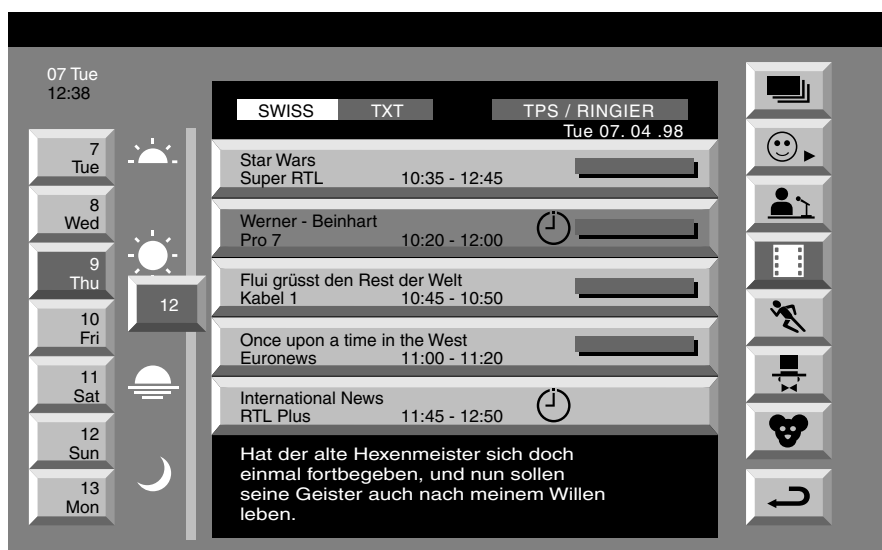 07 Tue
12:38
7
Tue
8
Wed
9
Thu
10
Fri
11
Sat
12
Sun
13
Mon
12
SWISS TXT TPS / RINGIER
Tue 07. 04 .98
Star Wars
Super RTL 10:35 - 12:45
Werner - Beinhart
Pro 7 10:20 - 12:00
Flui grüsst den Rest der Welt
Kabel 1 10:45 - 10:50
Once upon a time in the West
Euronews 11:00 - 11:20
International News
RTL Plus 11:45 - 12:50
Hat der alte Hexenmeister sich doch
einmal fortbegeben, und nun sollen
seine Geister auch nach meinem Willen
leben.